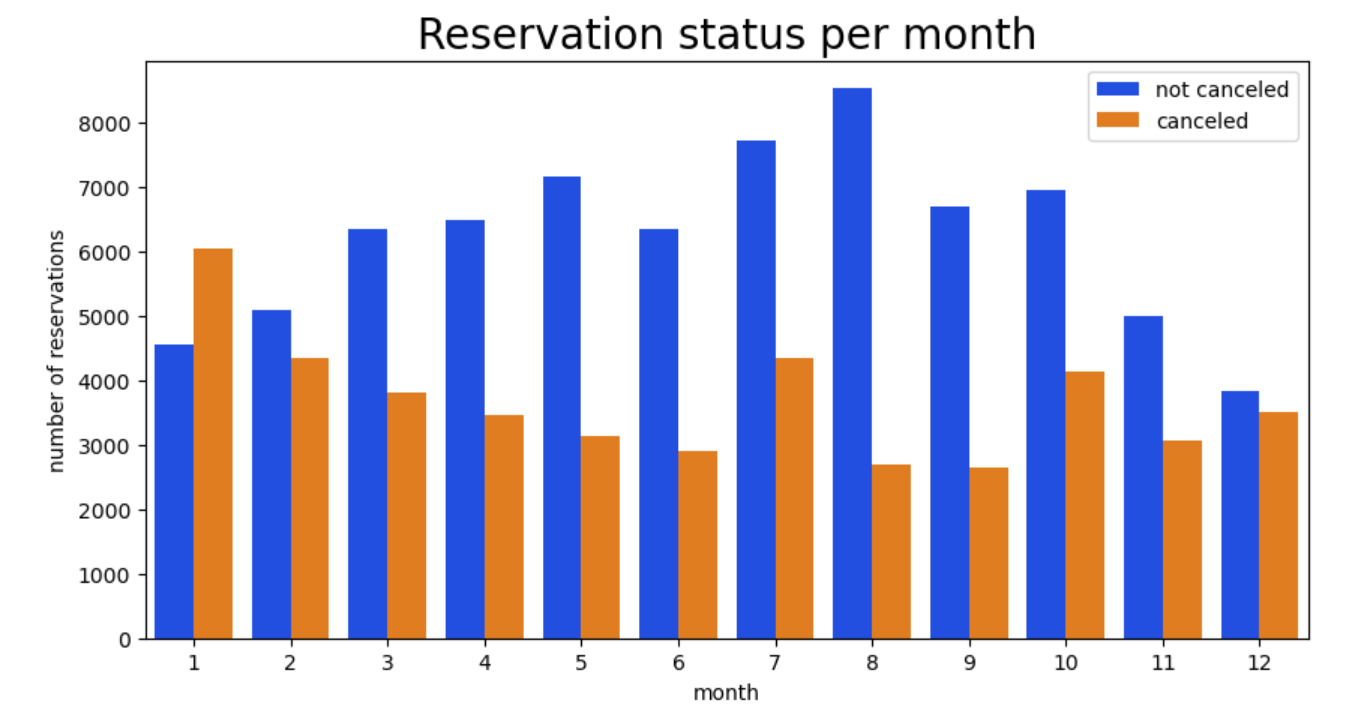 Reservation status per month
not canceled
canceled
number of reservations
8000
7000
6000
5000
4000
3000
2000
1000
0
1 2 3 4 5 6 7 8 9 10 11 12
month